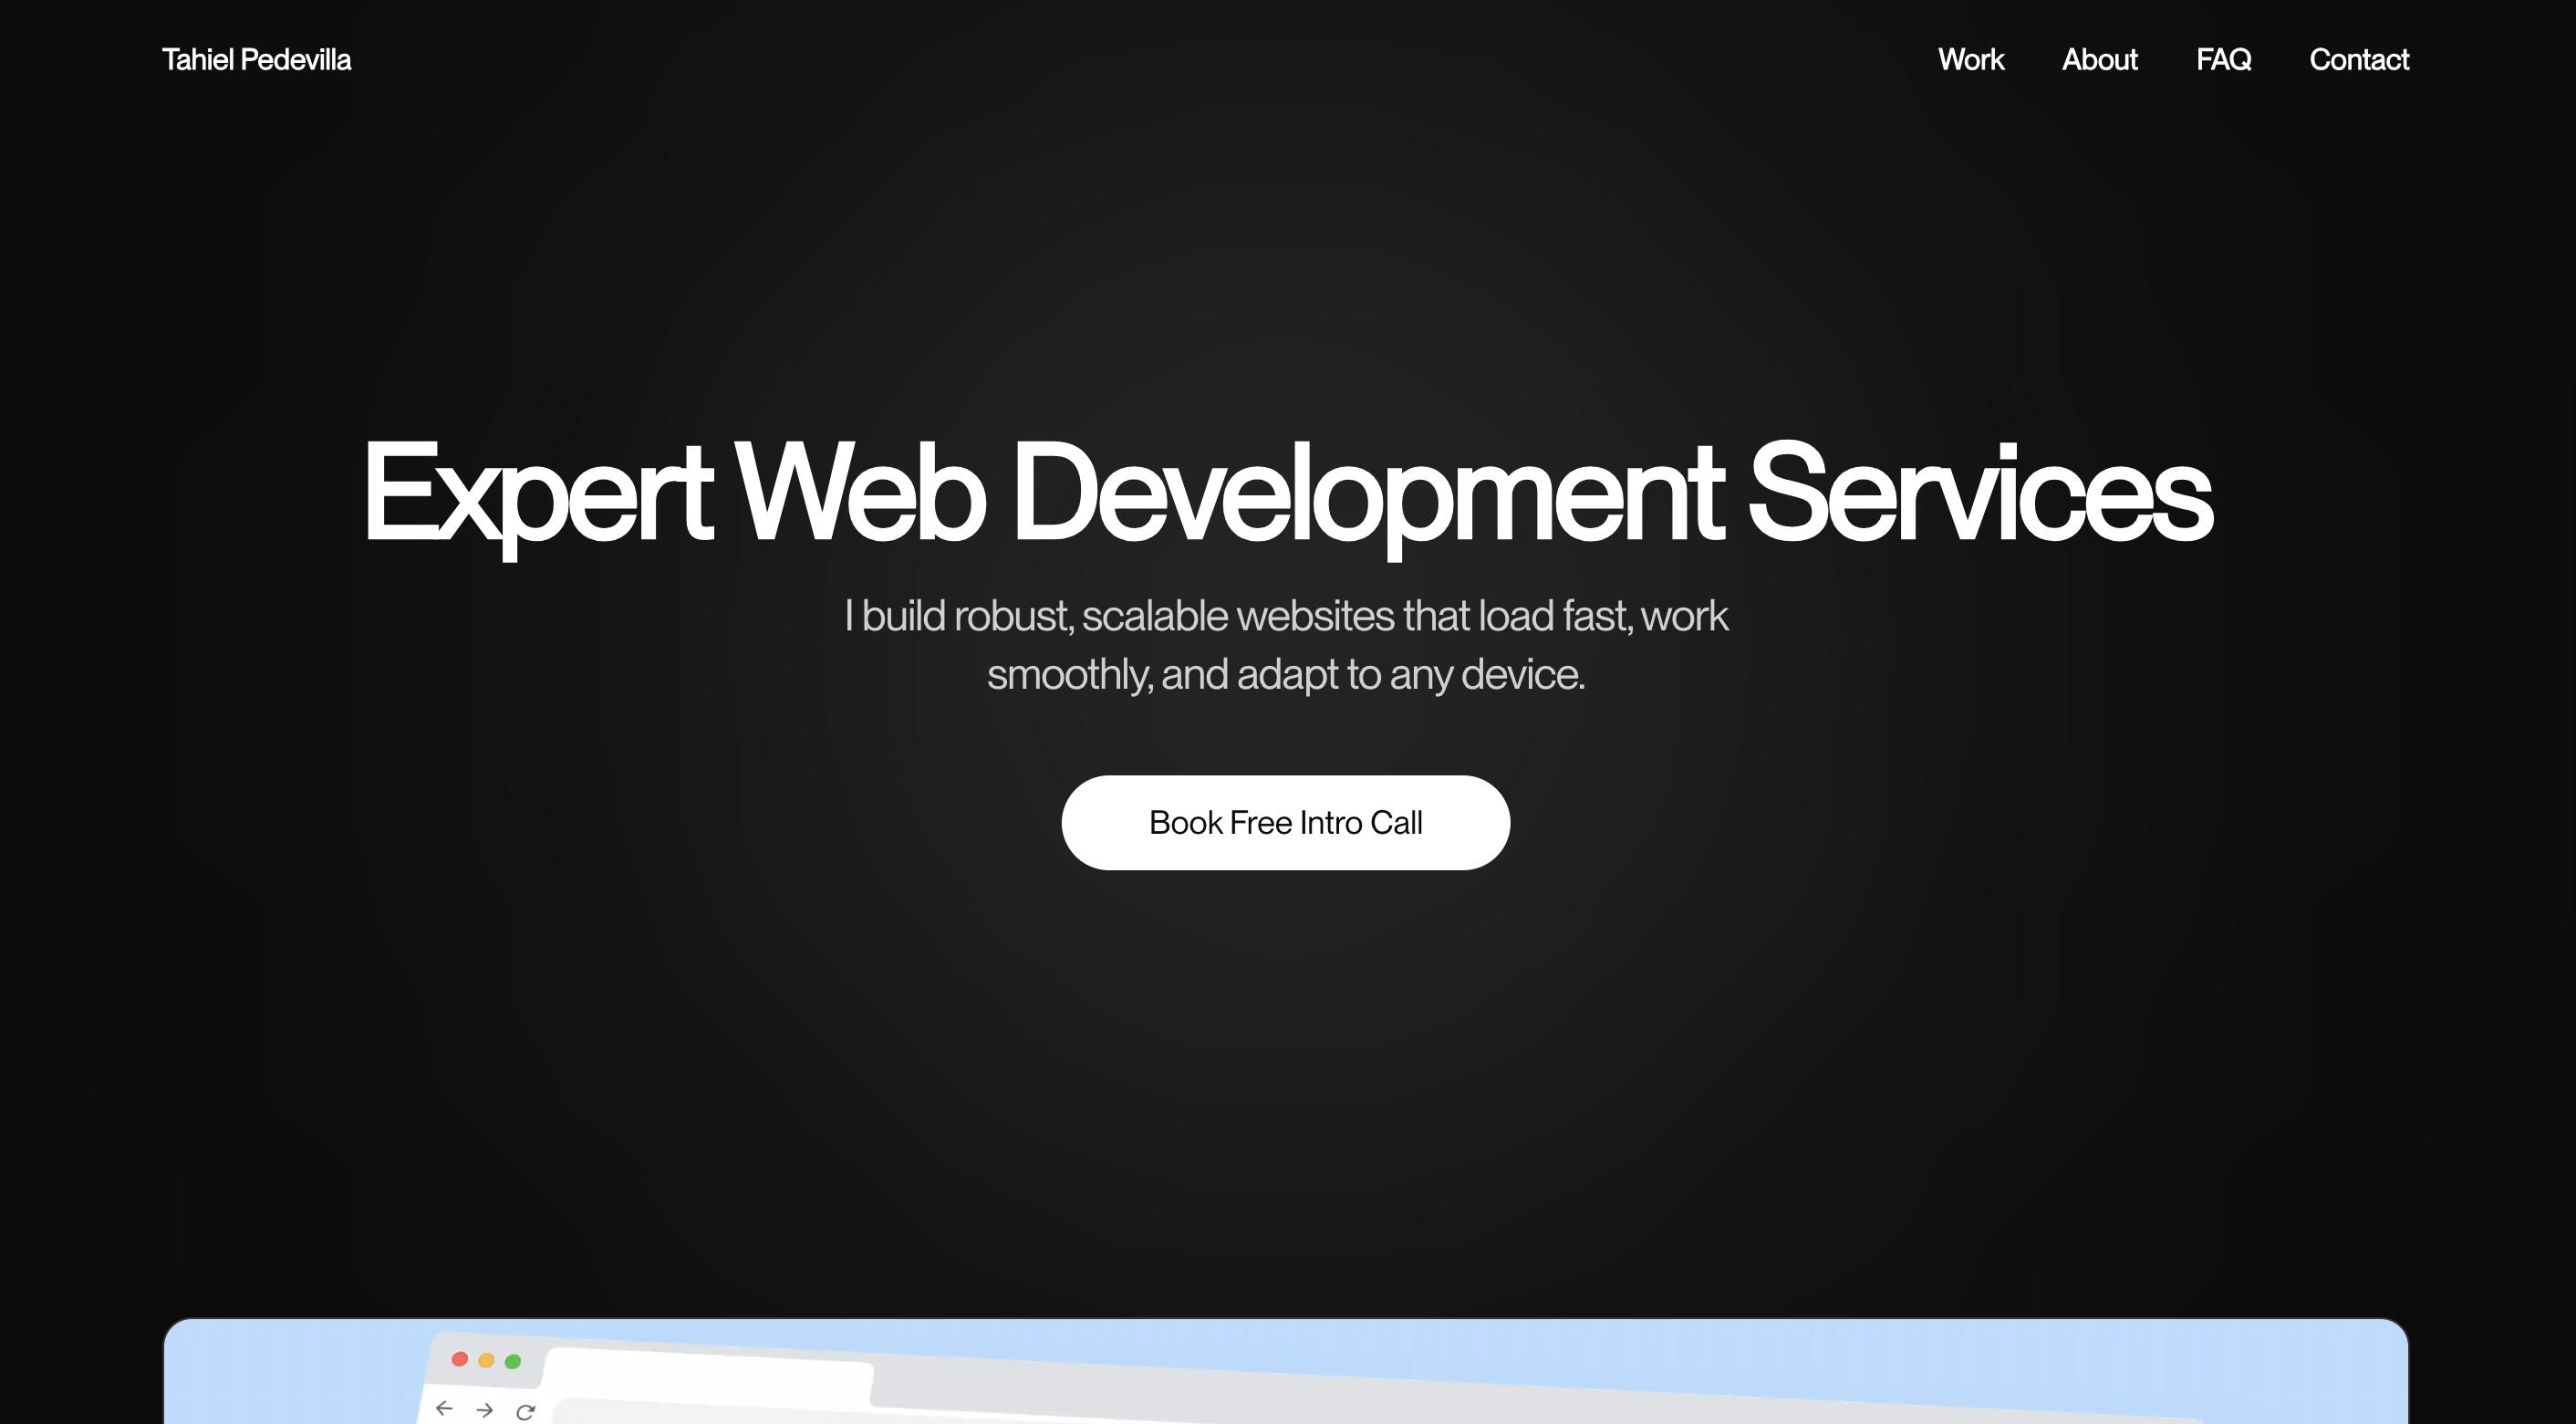 Tahiel Pedevilla
Work About FAQ Contact
Expert Web Development Services
I build robust, scalable websites that load fast, work
smoothly, and adapt to any device.
Book Free Intro Call